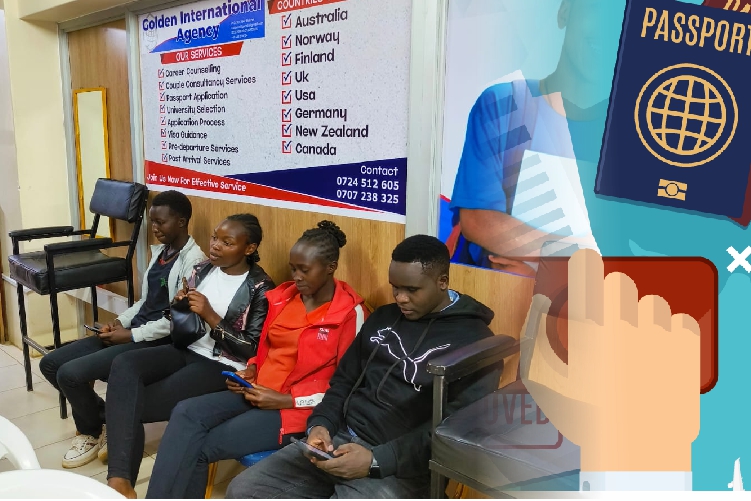 Golden International
Agency
OUR SERVICES
Career Counselling
Couple Consultancy Services
Passport Application
University Selection
Application Process
Visa Guidance
Pre-departure Services
Post Arrival Services
Join Us Now For Effective Service
COUNTRIES
Australia
Norway
Finland
Uk
Usa
Germany
New Zealand
Canada
Contact
0724 512 605
0707 238 325
PASSPORT